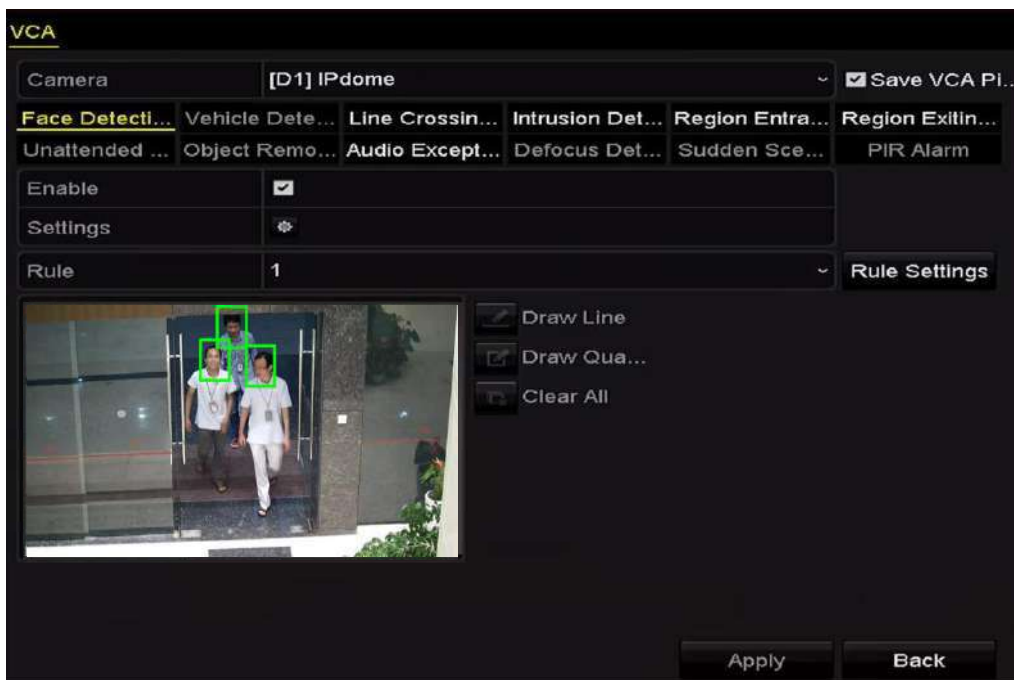 VCA
Camera [D1] IPdome Save VCA Pi..
Face Detecti... Vehicle Dete... Line Crossin... Intrusion Det... Region Entra... Region Exitin...
Unattended ... Object Remo... Audio Except... Defocus Det... Sudden Sce... PIR Alarm
Enable
Settings
Rule 1 Rule Settings
Draw Line
Draw Qua...
Clear All
Apply Back